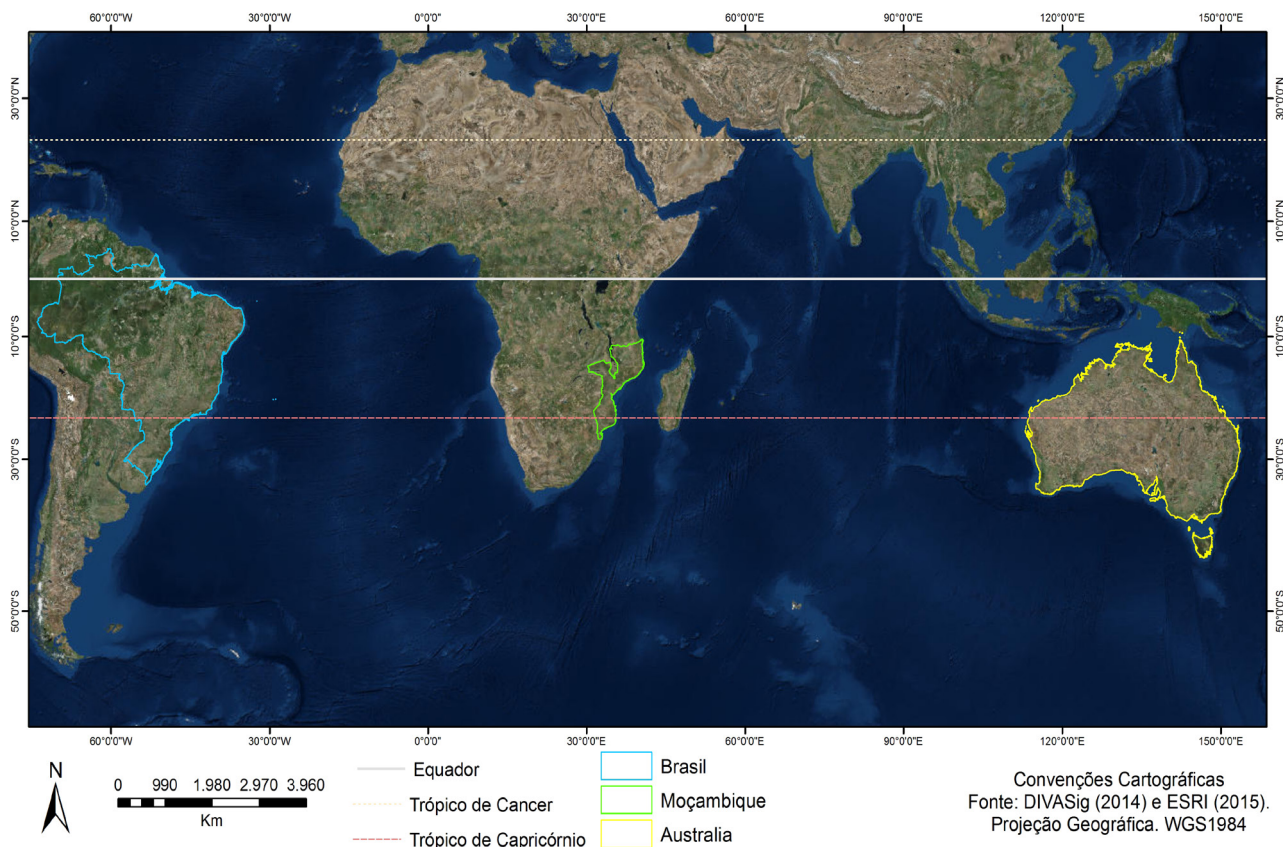 60°0'0"W 30°0'0"W 0°0'0" 30°0'0"E 60°0'0"E 90°0'0"E 120°0'0"E 150°0'0"E
30°0'0"N 30°0'0"N
10°0'0"N 10°0'0"N
10°0'0"S 10°0'0"S
30°0'0"S 30°0'0"S
50°0'0"S 50°0'0"S
60°0'0"W 30°0'0"W 0°0'0" 30°0'0"E 60°0'0"E 90°0'0"E 120°0'0"E 150°0'0"E
N
0 990 1.980 2.970 3.960
Km
Equador
Trópico de Cancer
Trópico de Capricórnio
Brasil
Moçambique
Australia
Convenções Cartográficas
Fonte: DIVASig (2014) e ESRI (2015).
Projeção Geográfica. WGS1984